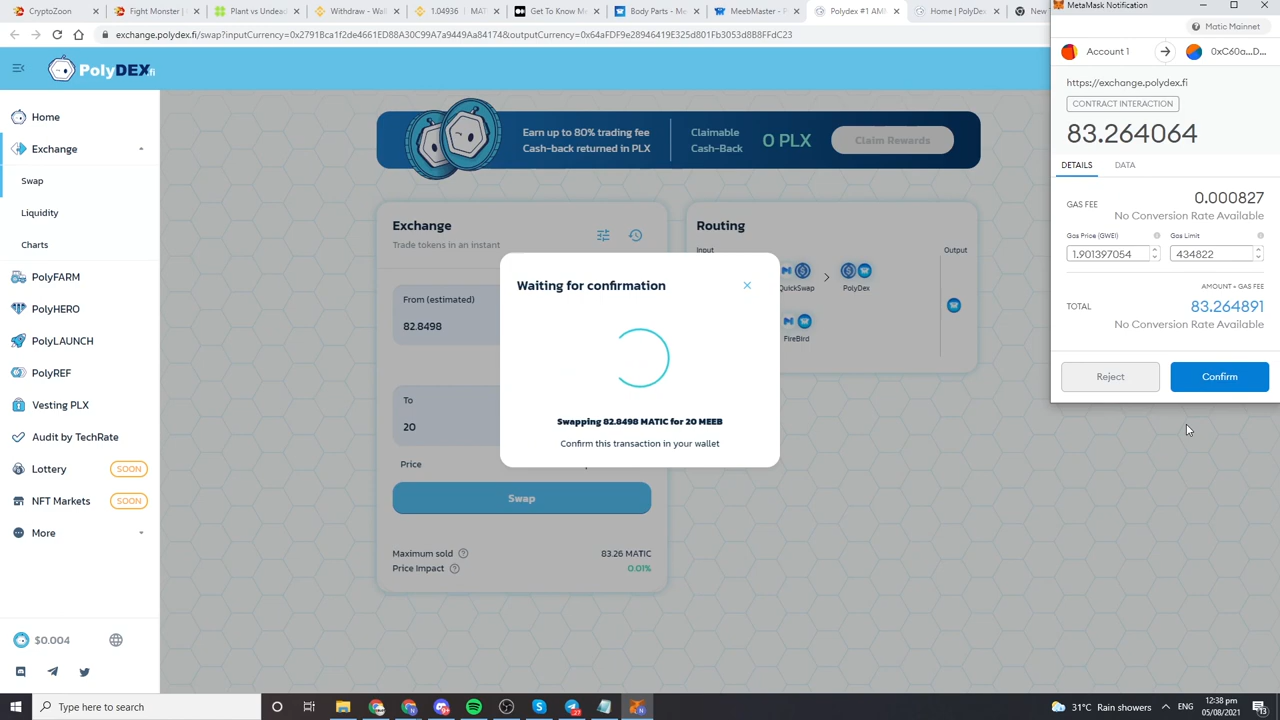 CryptoZoon
Fight Monster |
Plant vs Undead
Withdraw - Wall
1.04936
MATIC
Get To Know Me
Body Parts - Me
MeebMaster - P
Polydex #1 AMM
Home | PolyDex
New
MetaMask Notification
exchange.polydex.fi/swap?inputCurrency=
Matic Mainnet
PolyDEX.fi
Account 1
0xC60a...D...
Home
Exchange
Swap
Liquidity
Charts
PolyFARM
PolyHERO
PolyLAUNCH
PolyREF
Vesting PLX
Audit by TechRate
Lottery
SOON
NFT Markets
SOON
More
$0.004
Earn up to 80% trading fee
Cash-back returned in PLX
Claimable
Cash-Back
0 PLX
Claim Rewards
Exchange
Trade tokens in an instant
From (estimated)
82.8498
To
20
Price
Swap
Maximum sold
83.26 MATIC
Price Impact
0.01%
Routing
Input
Output
QuickSwap
PolyDex
FireBird
Waiting for confirmation
Swapping 82.8498 MATIC for 20 MEEB
Confirm this transaction in your wallet
https://exchange.polydex.fi
CONTRACT INTERACTION
83.264064
DETAILS
DATA
GAS FEE
0.000827
No Conversion Rate Available
Gas Price (GWEI)
Gas Limit
1.901397054
434822
AMOUNT + GAS FEE
TOTAL
83.264891
No Conversion Rate Available
Reject
Confirm
Type here to search
31°C Rain showers
ENG
12:38 pm
05/08/2021